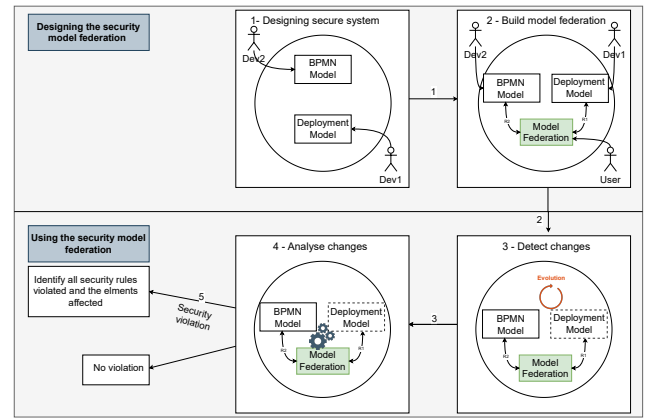 Designing the security
model federation
1- Designing secure system
Dev2
BPMN
Model
Deployment
Model
Dev1
1
2 - Build model federation
Dev2
Dev1
BPMN
Model
Deployment
Model
R2
R1
Model
Federation
User
2
Using the security model
federation
Identify all security rules
violated and the elments
affected
No violation
5
Security
violation
4 - Analyse changes
BPMN
Model
Deployment
Model
R2
R1
Model
Federation
3
3 - Detect changes
Evolution
BPMN
Model
Deployment
Model
R2
R1
Model
Federation